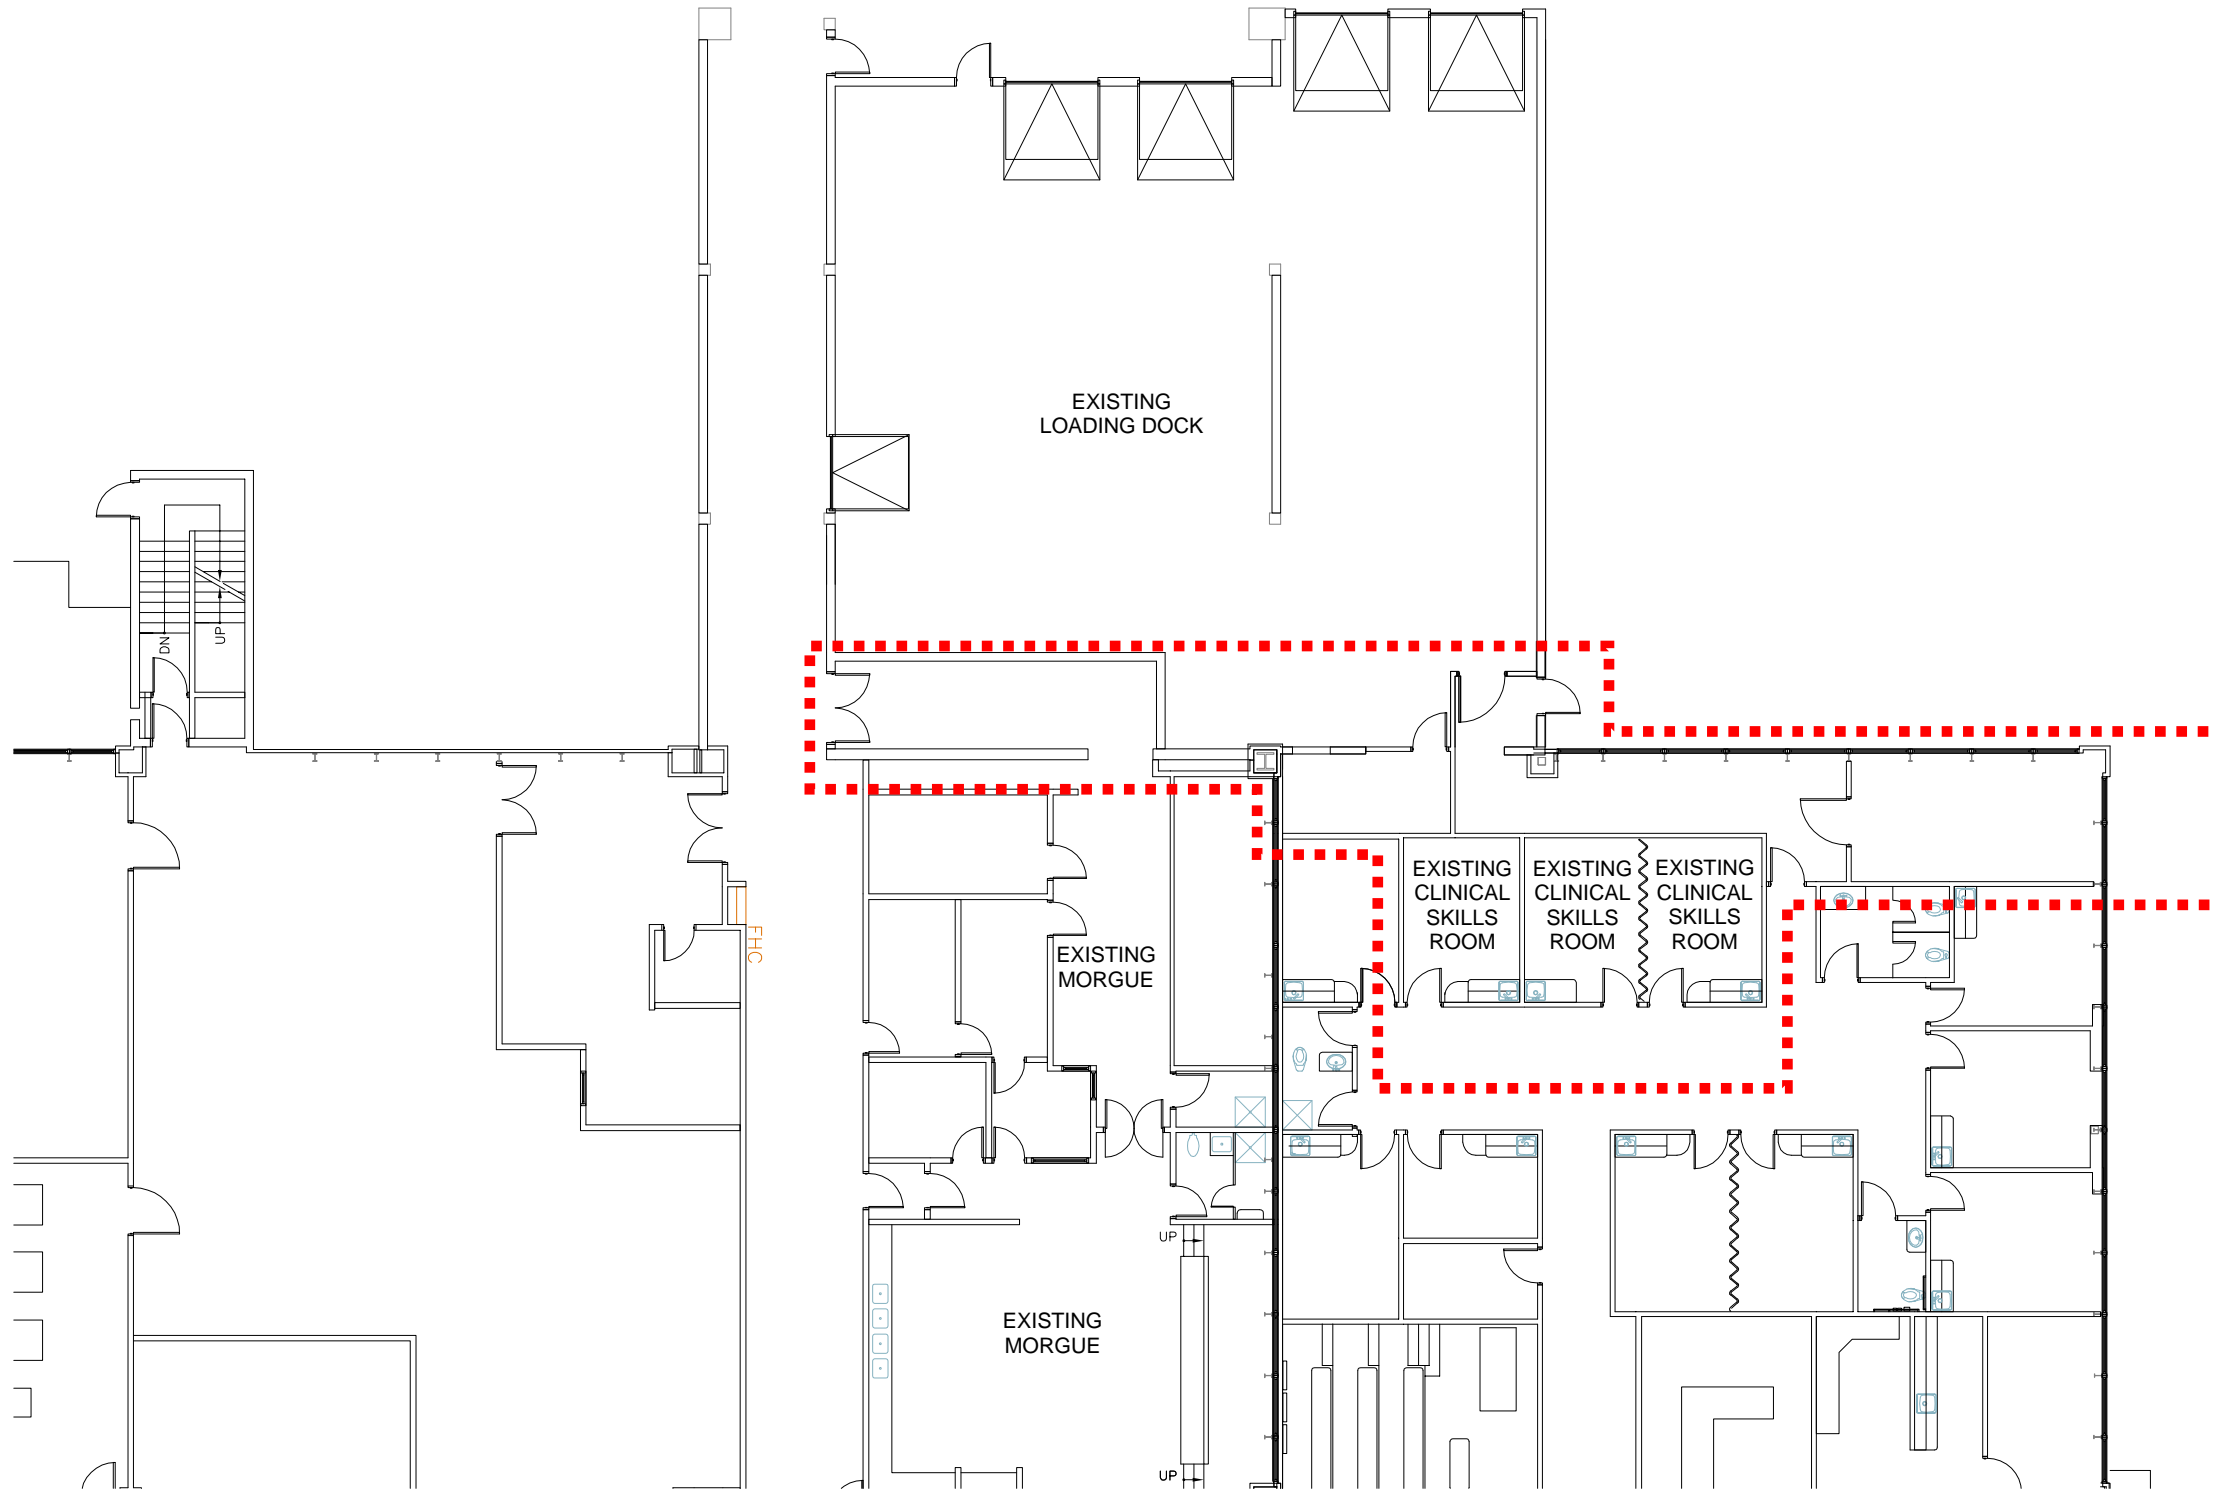 EXISTING
LOADING DOCK
DN
UP
EXISTING
CLINICAL
SKILLS
ROOM
EXISTING
CLINICAL
SKILLS
ROOM
EXISTING
CLINICAL
SKILLS
ROOM
FHC
EXISTING
MORGUE
UP
EXISTING
MORGUE
UP